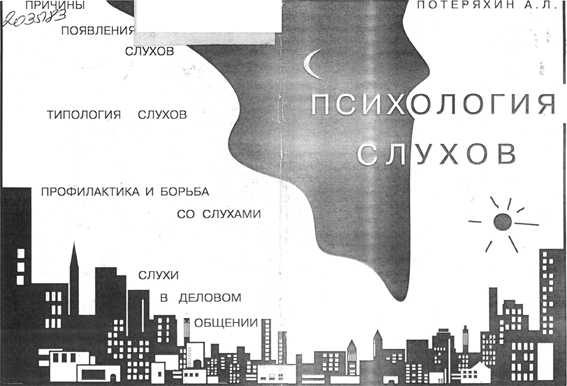 ПРИЧИНЫ
ПОЯВЛЕНИЯ
СЛУХОВ
ТИПОЛОГИЯ СЛУХОВ
ПРОФИЛАКТИКА И БОРЬБА
СО СЛУХАМИ
СЛУХИ
В ДЕЛОВОМ
ОБЩЕНИИ
ПОТЕРЯХИН А.Л.
ПСИХОЛОГИЯ
СЛУХОВ